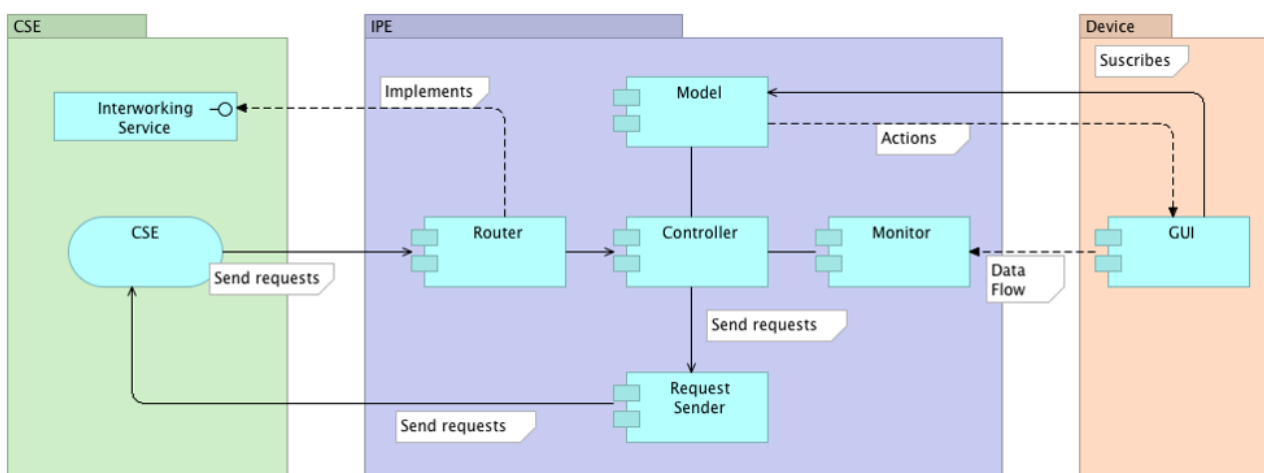 CSE
IPE
Device
Suscribes
Implements
Model
Interworking
Service
Actions
CSE
Router
Controller
Monitor
GUI
Send requests
Data
Flow
Send requests
Request
Sender
Send requests